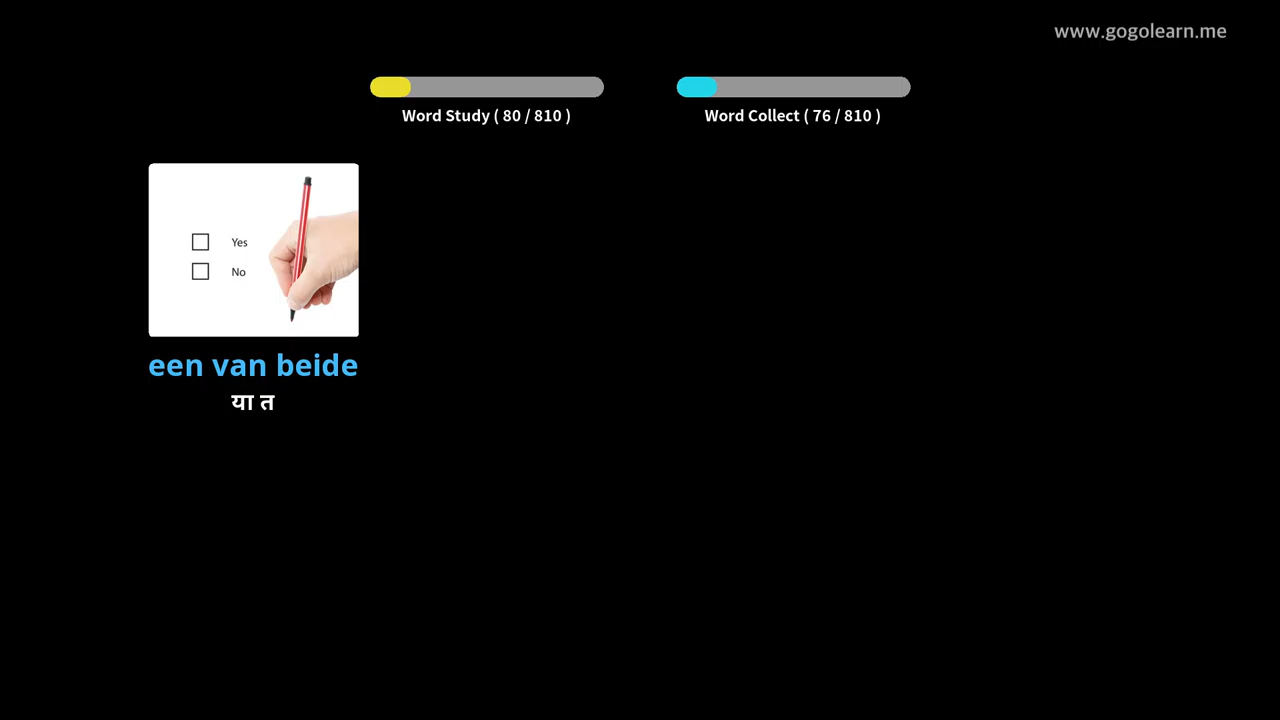 www.gogolearn.me
Word Study ( 80 / 810 )
Word Collect ( 76 / 810 )
Yes
No
een van beide
या त